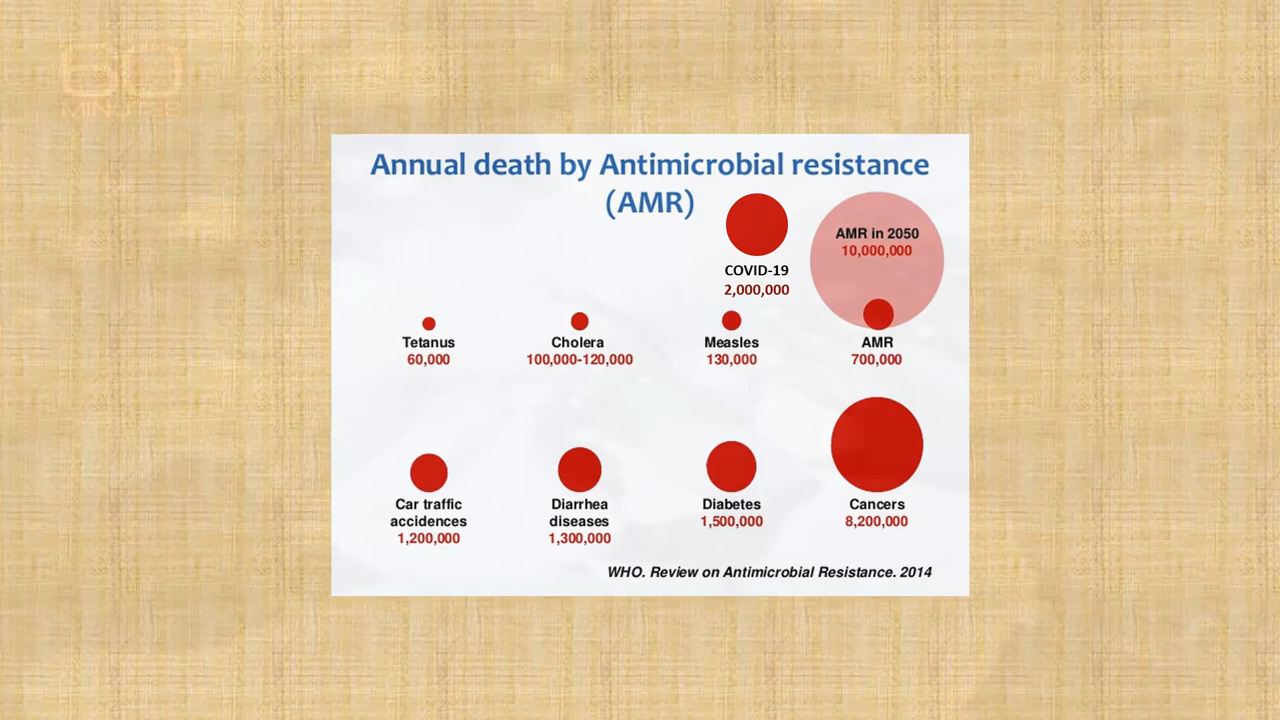 60
MINUTES
Annual death by Antimicrobial resistance
(AMR)
AMR in 2050
10,000,000
COVID-19
2,000,000
Tetanus
60,000
Cholera
100,000-120,000
Measles
130,000
AMR
700,000
Car traffic
accidences
1,200,000
Diarrhea
diseases
1,300,000
Diabetes
1,500,000
Cancers
8,200,000
WHO. Review on Antimicrobial Resistance. 2014